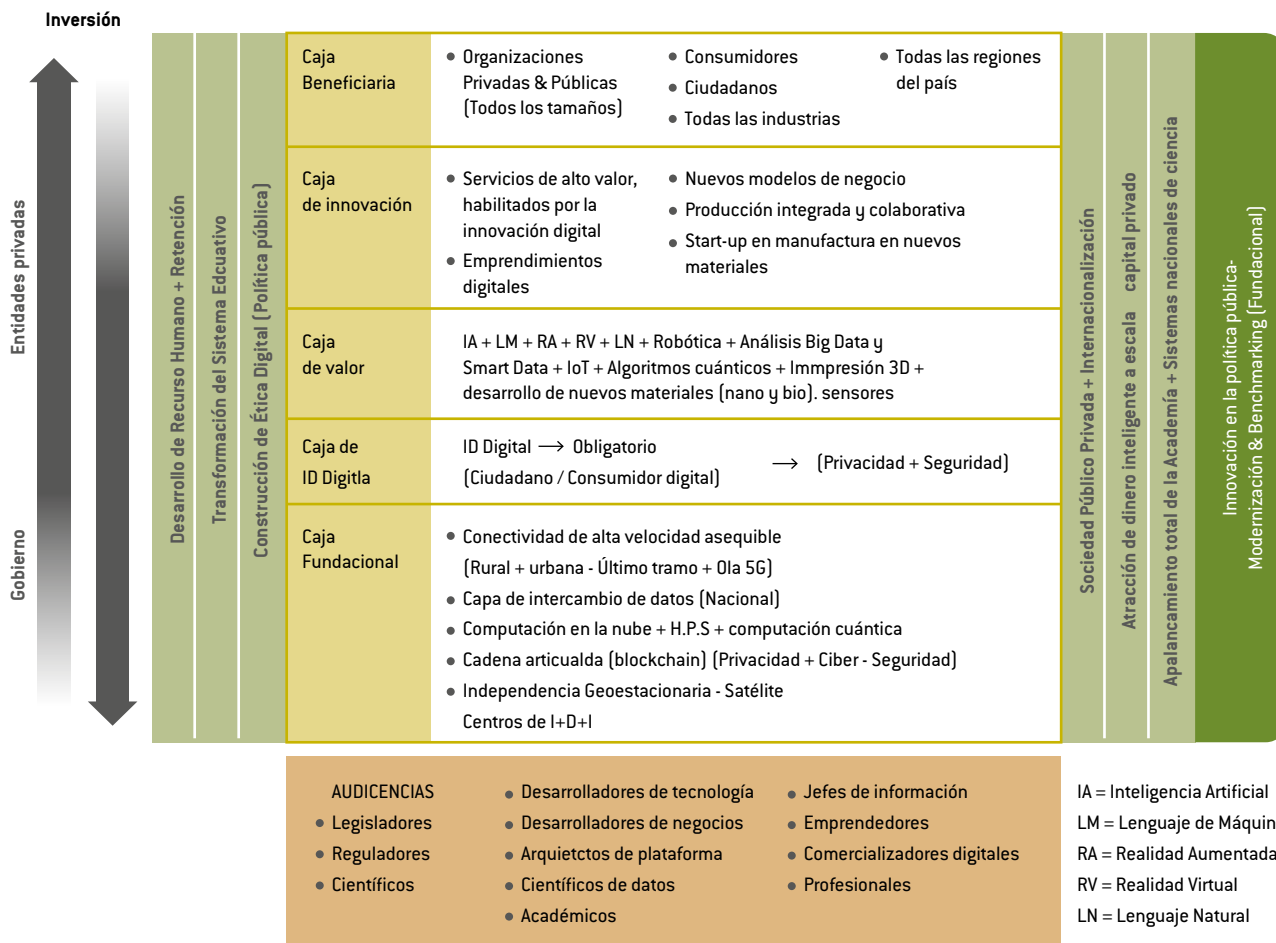 Inversión
Entidades privadas
Gobierno
Desarrollo de Recurso Humano + Retención
Transformación del Sistema Edcuativo
Construcción de Ética Digital (Política pública)
Caja
Beneficiaria
• Organizaciones
Privadas & Públicas
(Todos los tamaños)
• Consumidores
• Ciudadanos
• Todas las industrias
• Todas las regiones
del país
Caja
de innovación
• Servicios de alto valor,
habilitados por la
innovación digital
• Emprendimientos
digitales
• Nuevos modelos de negocio
• Producción integrada y colaborativa
• Start-up en manufactura en nuevos
materiales
Caja
de valor
IA + LM + RA + RV + LN + Robótica + Análisis Big Data y
Smart Data + IoT + Algoritmos cuánticos + Immpresión 3D +
desarrollo de nuevos materiales (nano y bio). sensores
Caja de
ID Digitla
ID Digital → Obligatorio
(Ciudadano / Consumidor digital)
→ (Privacidad + Seguridad)
Caja
Fundacional
• Conectividad de alta velocidad asequible
(Rural + urbana - Último tramo + Ola 5G)
• Capa de intercambio de datos (Nacional)
• Computación en la nube + H.P.S + computación cuántica
• Cadena articualda (blockchain) (Privacidad + Ciber - Seguridad)
• Independencia Geoestacionaria - Satélite
Centros de I+D+I
Sociedad Público Privada + Internacionalización
Atracción de dinero inteligente a escala capital privado
Apalancamiento total de la Academía + Sistemas nacionales de ciencia
Innovación en la política pública-
Modernización & Benchmarking (Fundacional)
AUDICENCIAS
• Legisladores
• Reguladores
• Científicos
• Desarrolladores de tecnología
• Desarrolladores de negocios
• Arquietctos de plataforma
• Científicos de datos
• Académicos
• Jefes de información
• Emprendedores
• Comercializadores digitales
• Profesionales
IA = Inteligencia Artificial
LM = Lenguaje de Máquin
RA = Realidad Aumentada
RV = Realidad Virtual
LN = Lenguaje Natural